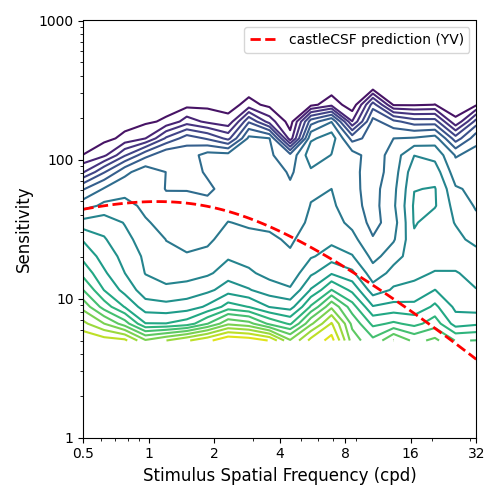 1000
castleCSF prediction (YV)
100
Sensitivity
10
1
0.5 1 2 4 8 16 32
Stimulus Spatial Frequency (cpd)